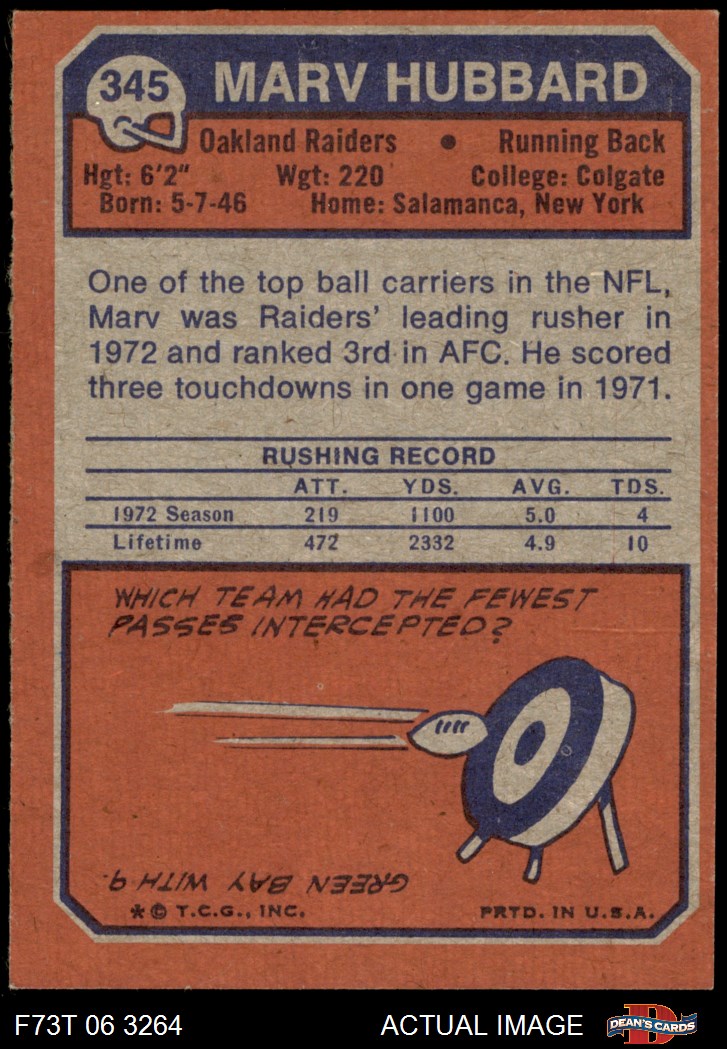 345
MARV HUBBARD
Oakland Raiders • Running Back
Hgt: 6'2" Wgt: 220 College: Colgate
Born: 5-7-46 Home: Salamanca, New York
One of the top ball carriers in the NFL,
Marv was Raiders' leading rusher in
1972 and ranked 3rd in AFC. He scored
three touchdowns in one game in 1971.
RUSHING RECORD
ATT. YDS. AVG. TDS.
1972 Season 219 1100 5.0 4
Lifetime 472 2332 4.9 10
WHICH TEAM HAD THE FEWEST
PASSES INTERCEPTED?
GREEN BAY WITH 9.
*© T.C.G., INC. PRTD. IN U.S.A.
F73T 06 3264 ACTUAL IMAGE D DEAN'S CARDS